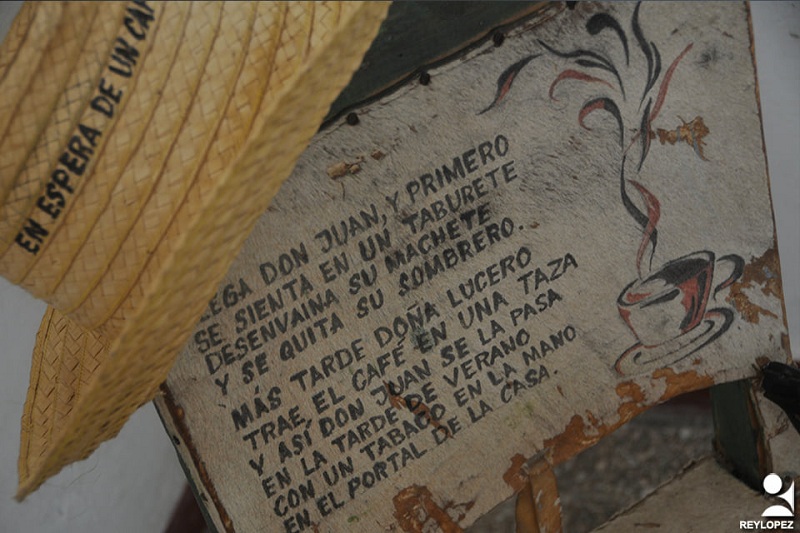 EN ESPERA DE UN
DON JUAN, Y PRIMERO
SE SIENTA EN UN TABURETE
DESENVAINA SU MACHETE
Y SE QUITA SU SOMBRERO.
MÁS TARDE DOÑA LUCERO
TRAE EL CAFÉ EN UNA TAZA
Y ASÍ DON JUAN SE LA PASA
EN LA TARDE DE VERANO
CON UN TABACO EN LA MANO
EN EL PORTAL DE LA CASA.
REYLOPEZ